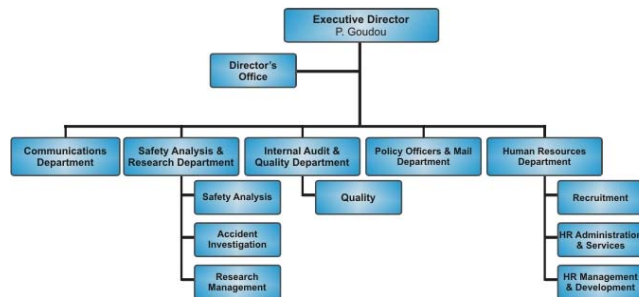 Executive Director
P. Goudou
Director's
Office
Communications
Department
Safety Analysis &
Research Department
Internal Audit &
Quality Department
Policy Officers & Mail
Department
Human Resources
Department
Safety Analysis
Accident
Investigation
Research
Management
Quality
Recruitment
HR Administration
& Services
HR Management
& Development